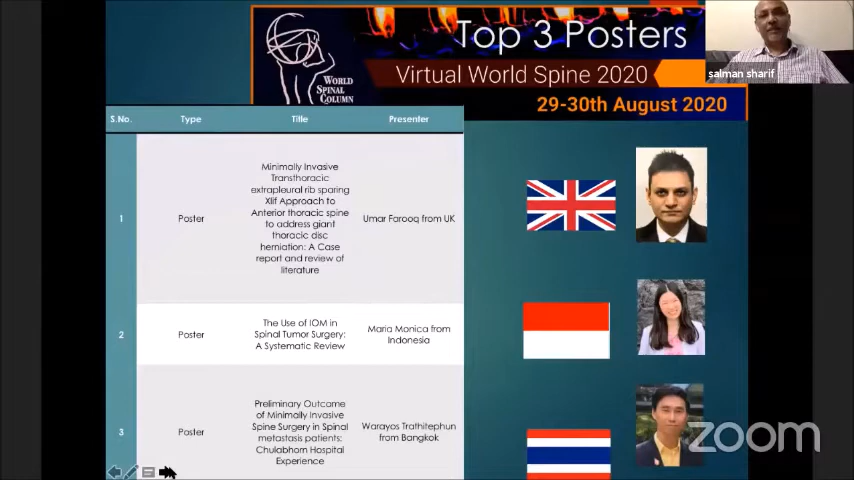 Top 3 Posters
Virtual World Spine 2020
29-30th August 2020
WORLD
SPINAL
COLUMN
salman sharif
S.No. Type Title Presenter
1 Poster Umar Farooq from UK
Minimally Invasive
Transthoracic
extrapleural rib sparing
Xlif Approach to
Anterior thoracic spine
to address giant
thoracic disc
herniation: A Case
report and review of
literature
2 Poster
The Use of IOM in
Spinal Tumor Surgery:
A Systematic Review
Maria Monica from
Indonesia
3 Poster
Preliminary Outcome
of Minimally Invasive
Spine Surgery in Spinal
metastasis patients:
Chulabhorn Hospital
Experience
Warayos Trathitephun
from Bangkok
zoom